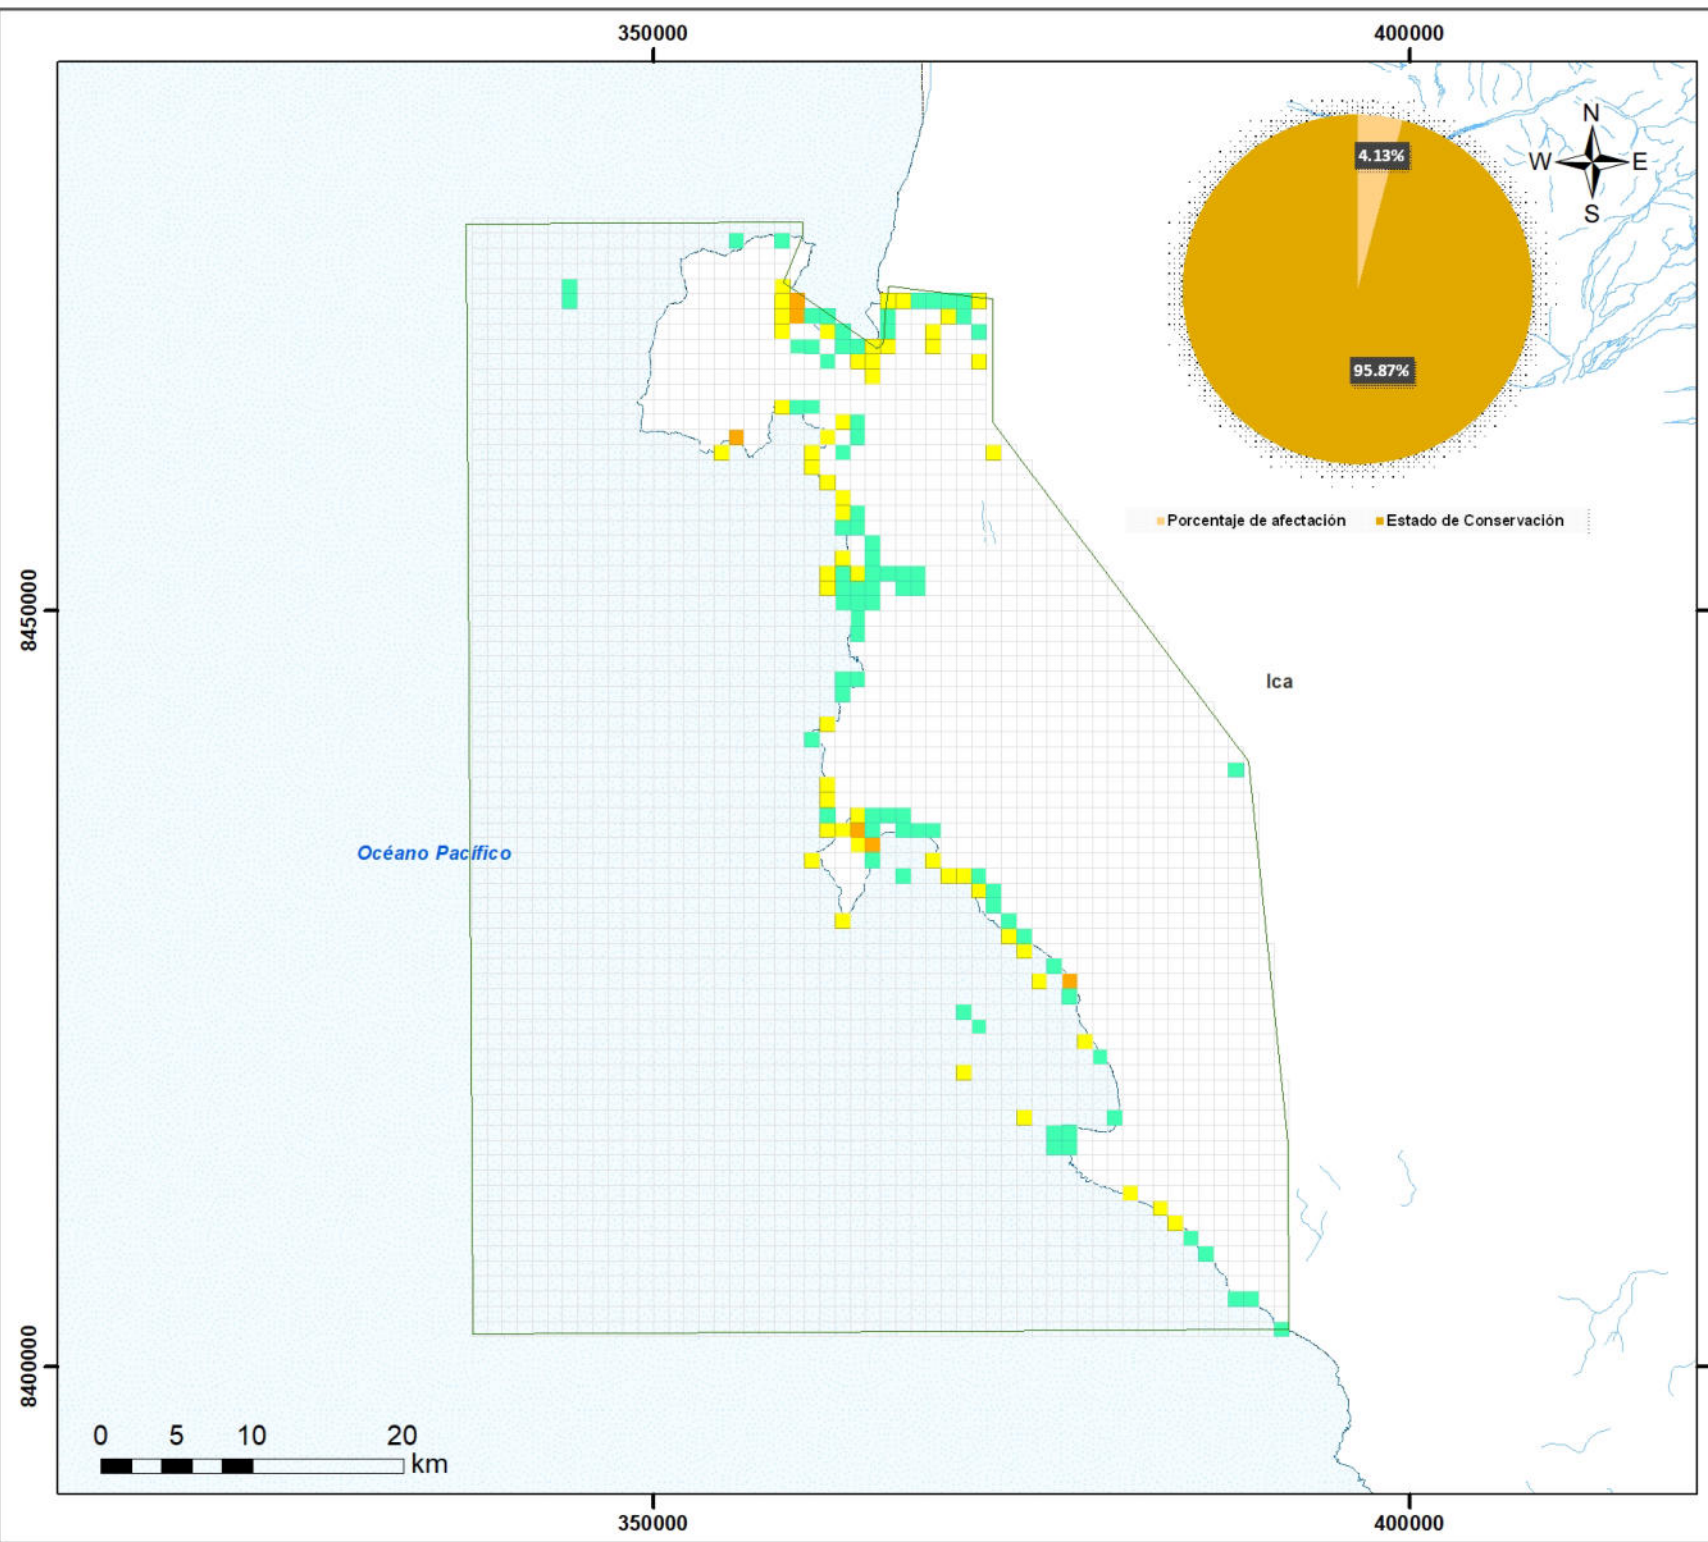 350000
400000
N
4.13%
W
E
S
95.87%
Porcentaje de afectación
Estado de Conservación
8450000
Ica
Océano Pacífico
8400000
0 5 10 20
km
350000
400000